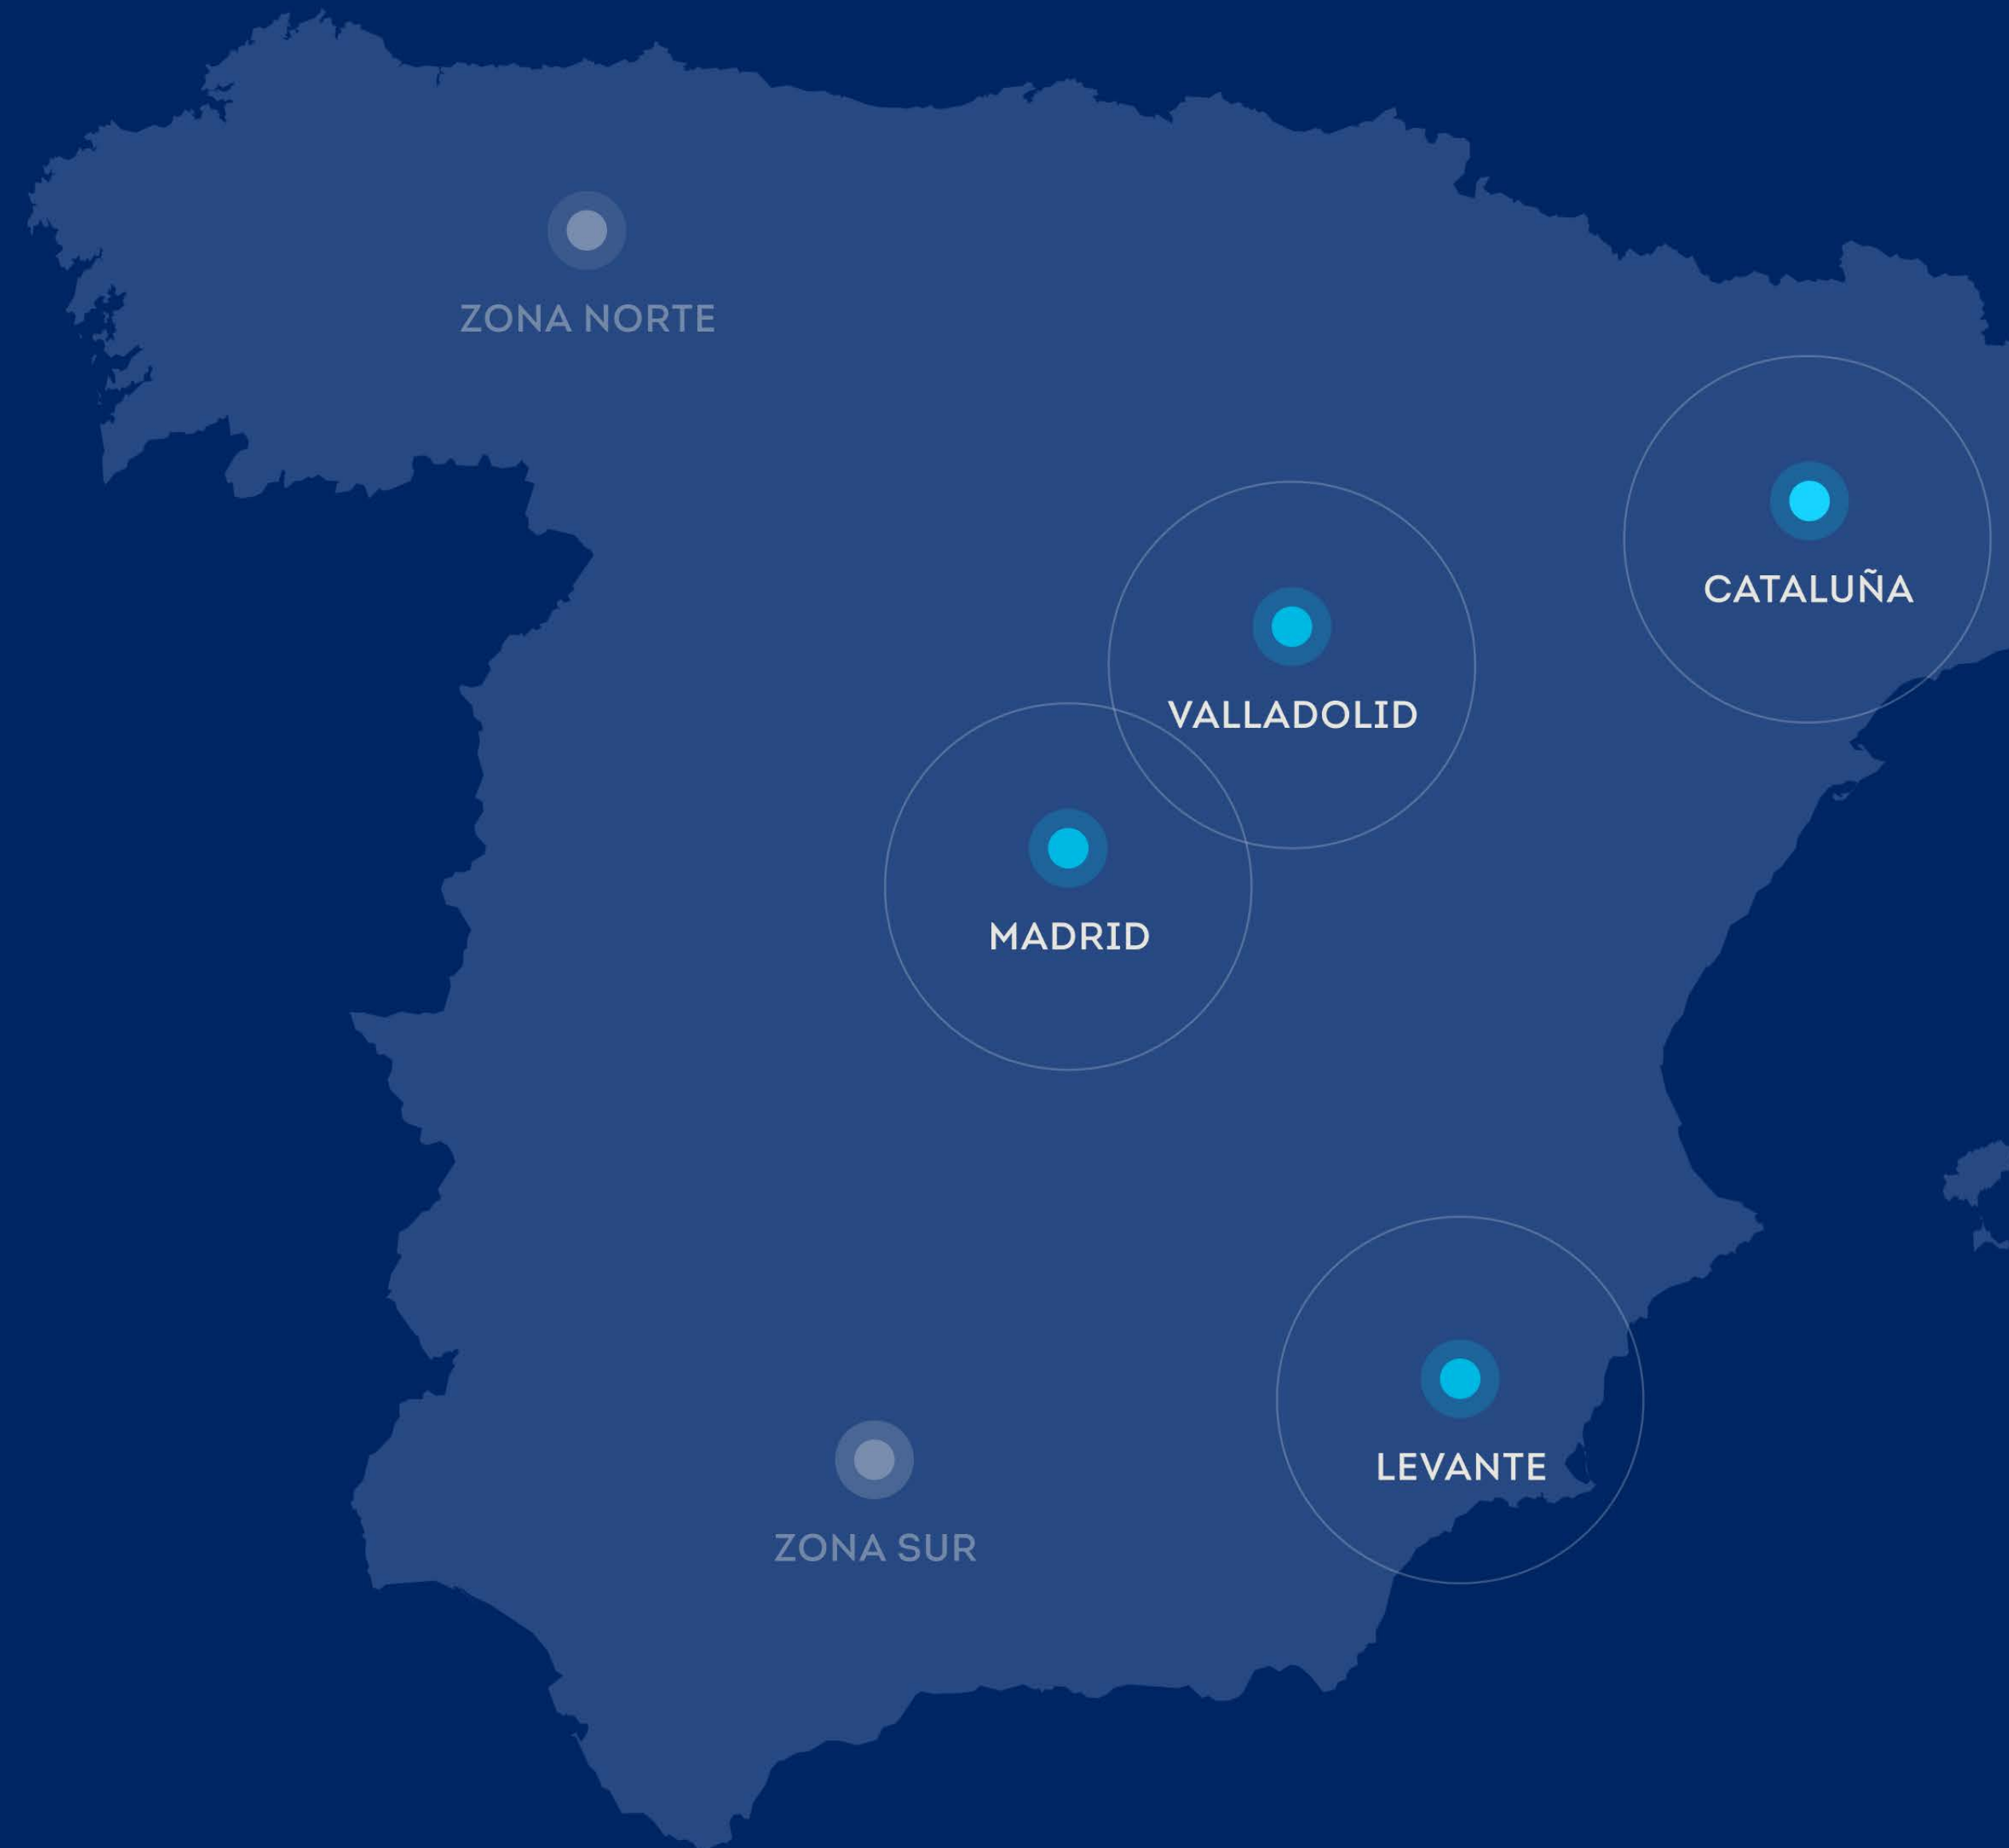 ZONA NORTE
CATALUÑA
VALLADOLID
MADRID
LEVANTE
ZONA SUR